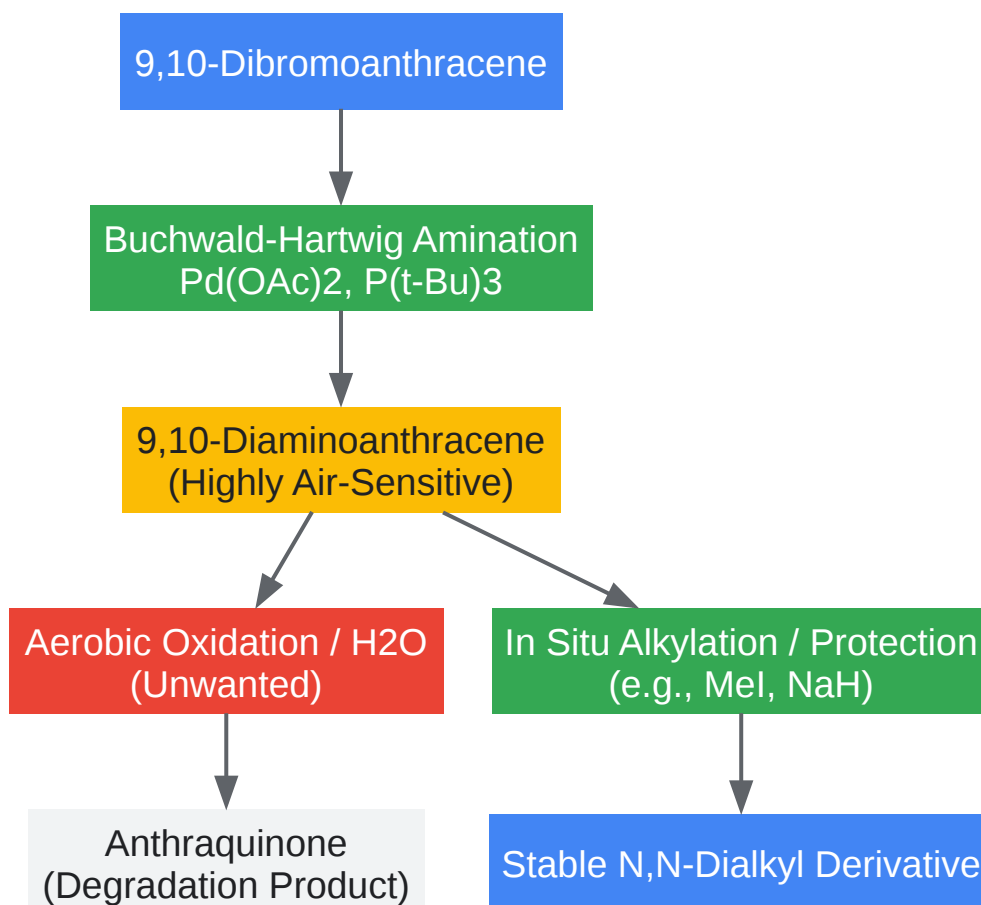 9,10-Dibromoanthracene
Buchwald-Hartwig Amination
Pd(OAc)2, P(t-Bu)3
9,10-Diaminoanthracene
(Highly Air-Sensitive)
Aerobic Oxidation / H2O
(Unwanted)
In Situ Alkylation / Protection
(e.g., MeI, NaH)
Anthraquinone
(Degradation Product)
Stable N,N-Dialkyl Derivative